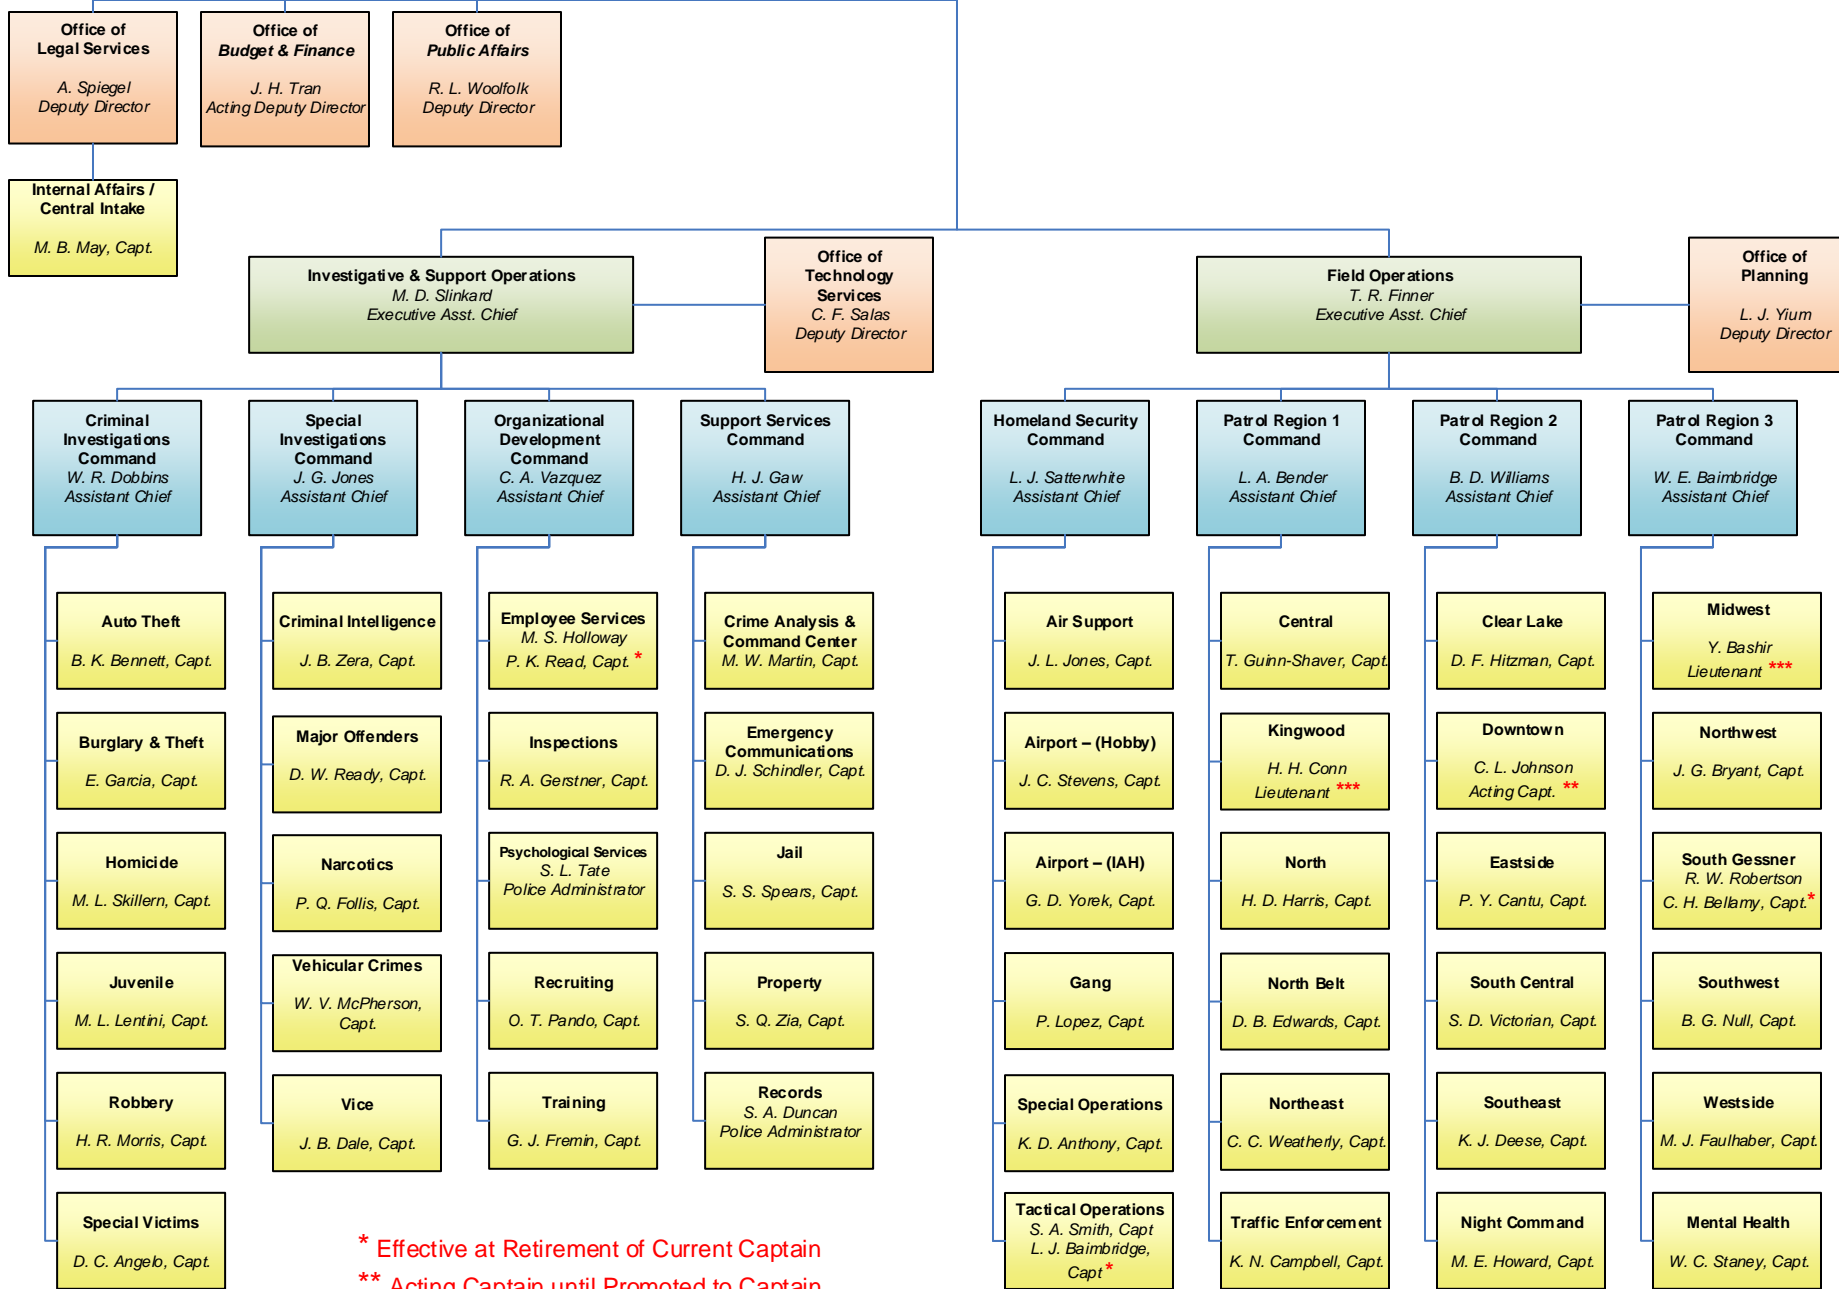 Office of
Legal Services
A. Spiegel
Deputy Director
Office of
Budget & Finance
J. H. Tran
Acting Deputy Director
Office of
Public Affairs
R. L. Woolfolk
Deputy Director
Internal Affairs /
Central Intake
M. B. May, Capt.
Investigative & Support Operations
M. D. Slinkard
Executive Asst. Chief
Office of
Technology
Services
C. F. Salas
Deputy Director
Field Operations
T. R. Finner
Executive Asst. Chief
Office of
Planning
L. J. Yium
Deputy Director
Criminal
Investigations
Command
W. R. Dobbins
Assistant Chief
Special
Investigations
Command
J. G. Jones
Assistant Chief
Organizational
Development
Command
C. A. Vazquez
Assistant Chief
Support Services
Command
H. J. Gaw
Assistant Chief
Homeland Security
Command
L. J. Satterwhite
Assistant Chief
Patrol Region 1
Command
L. A. Bender
Assistant Chief
Patrol Region 2
Command
B. D. Williams
Assistant Chief
Patrol Region 3
Command
W. E. Baimbridge
Assistant Chief
Auto Theft
B. K. Bennett, Capt.
Burglary & Theft
E. Garcia, Capt.
Homicide
M. L. Skillern, Capt.
Juvenile
M. L. Lentini, Capt.
Robbery
H. R. Morris, Capt.
Special Victims
D. C. Angelo, Capt.
Criminal Intelligence
J. B. Zera, Capt.
Major Offenders
D. W. Ready, Capt.
Narcotics
P. Q. Follis, Capt.
Vehicular Crimes
W. V. McPherson,
Capt.
Vice
J. B. Dale, Capt.
Employee Services
M. S. Holloway
P. K. Read, Capt. *
Inspections
R. A. Gerstner, Capt.
Psychological Services
S. L. Tate
Police Administrator
Recruiting
O. T. Pando, Capt.
Training
G. J. Fremin, Capt.
Crime Analysis &
Command Center
M. W. Martin, Capt.
Emergency
Communications
D. J. Schindler, Capt.
Jail
S. S. Spears, Capt.
Property
S. Q. Zia, Capt.
Records
S. A. Duncan
Police Administrator
Air Support
J. L. Jones, Capt.
Airport – (Hobby)
J. C. Stevens, Capt.
Airport – (IAH)
G. D. Yorek, Capt.
Gang
P. Lopez, Capt.
Special Operations
K. D. Anthony, Capt.
Tactical Operations
S. A. Smith, Capt
L. J. Baimbridge,
Capt *
Central
T. Guinn-Shaver, Capt.
Kingwood
H. H. Conn
Lieutenant ***
North
H. D. Harris, Capt.
North Belt
D. B. Edwards, Capt.
Northeast
C. C. Weatherly, Capt.
Traffic Enforcement
K. N. Campbell, Capt.
Clear Lake
D. F. Hitzman, Capt.
Downtown
C. L. Johnson
Acting Capt. **
Eastside
P. Y. Cantu, Capt.
South Central
S. D. Victorian, Capt.
Southeast
K. J. Deese, Capt.
Night Command
M. E. Howard, Capt.
Midwest
Y. Bashir
Lieutenant ***
Northwest
J. G. Bryant, Capt.
South Gessner
R. W. Robertson
C. H. Bellamy, Capt.*
Southwest
B. G. Null, Capt.
Westside
M. J. Faulhaber, Capt.
Mental Health
W. C. Staney, Capt.
* Effective at Retirement of Current Captain
** Acting Captain until Promoted to Captain